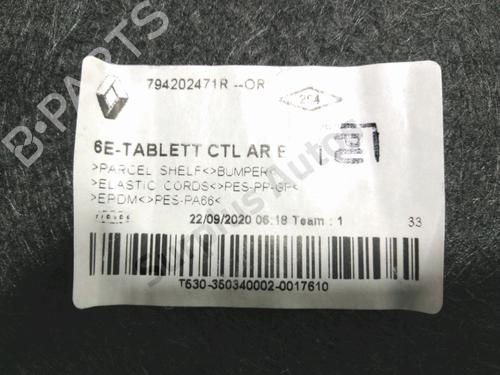 794202471R --OR
6E-TABLETT CTL AR E
>PARCEL SHELF<>BUMPER<
>ELASTIC CORDS<>PES-PP-GF<
>EPDM<>PES-PA66<
22/09/2020 06:18 Team : 1 33
T530-350340002-0017610
B-PARTS